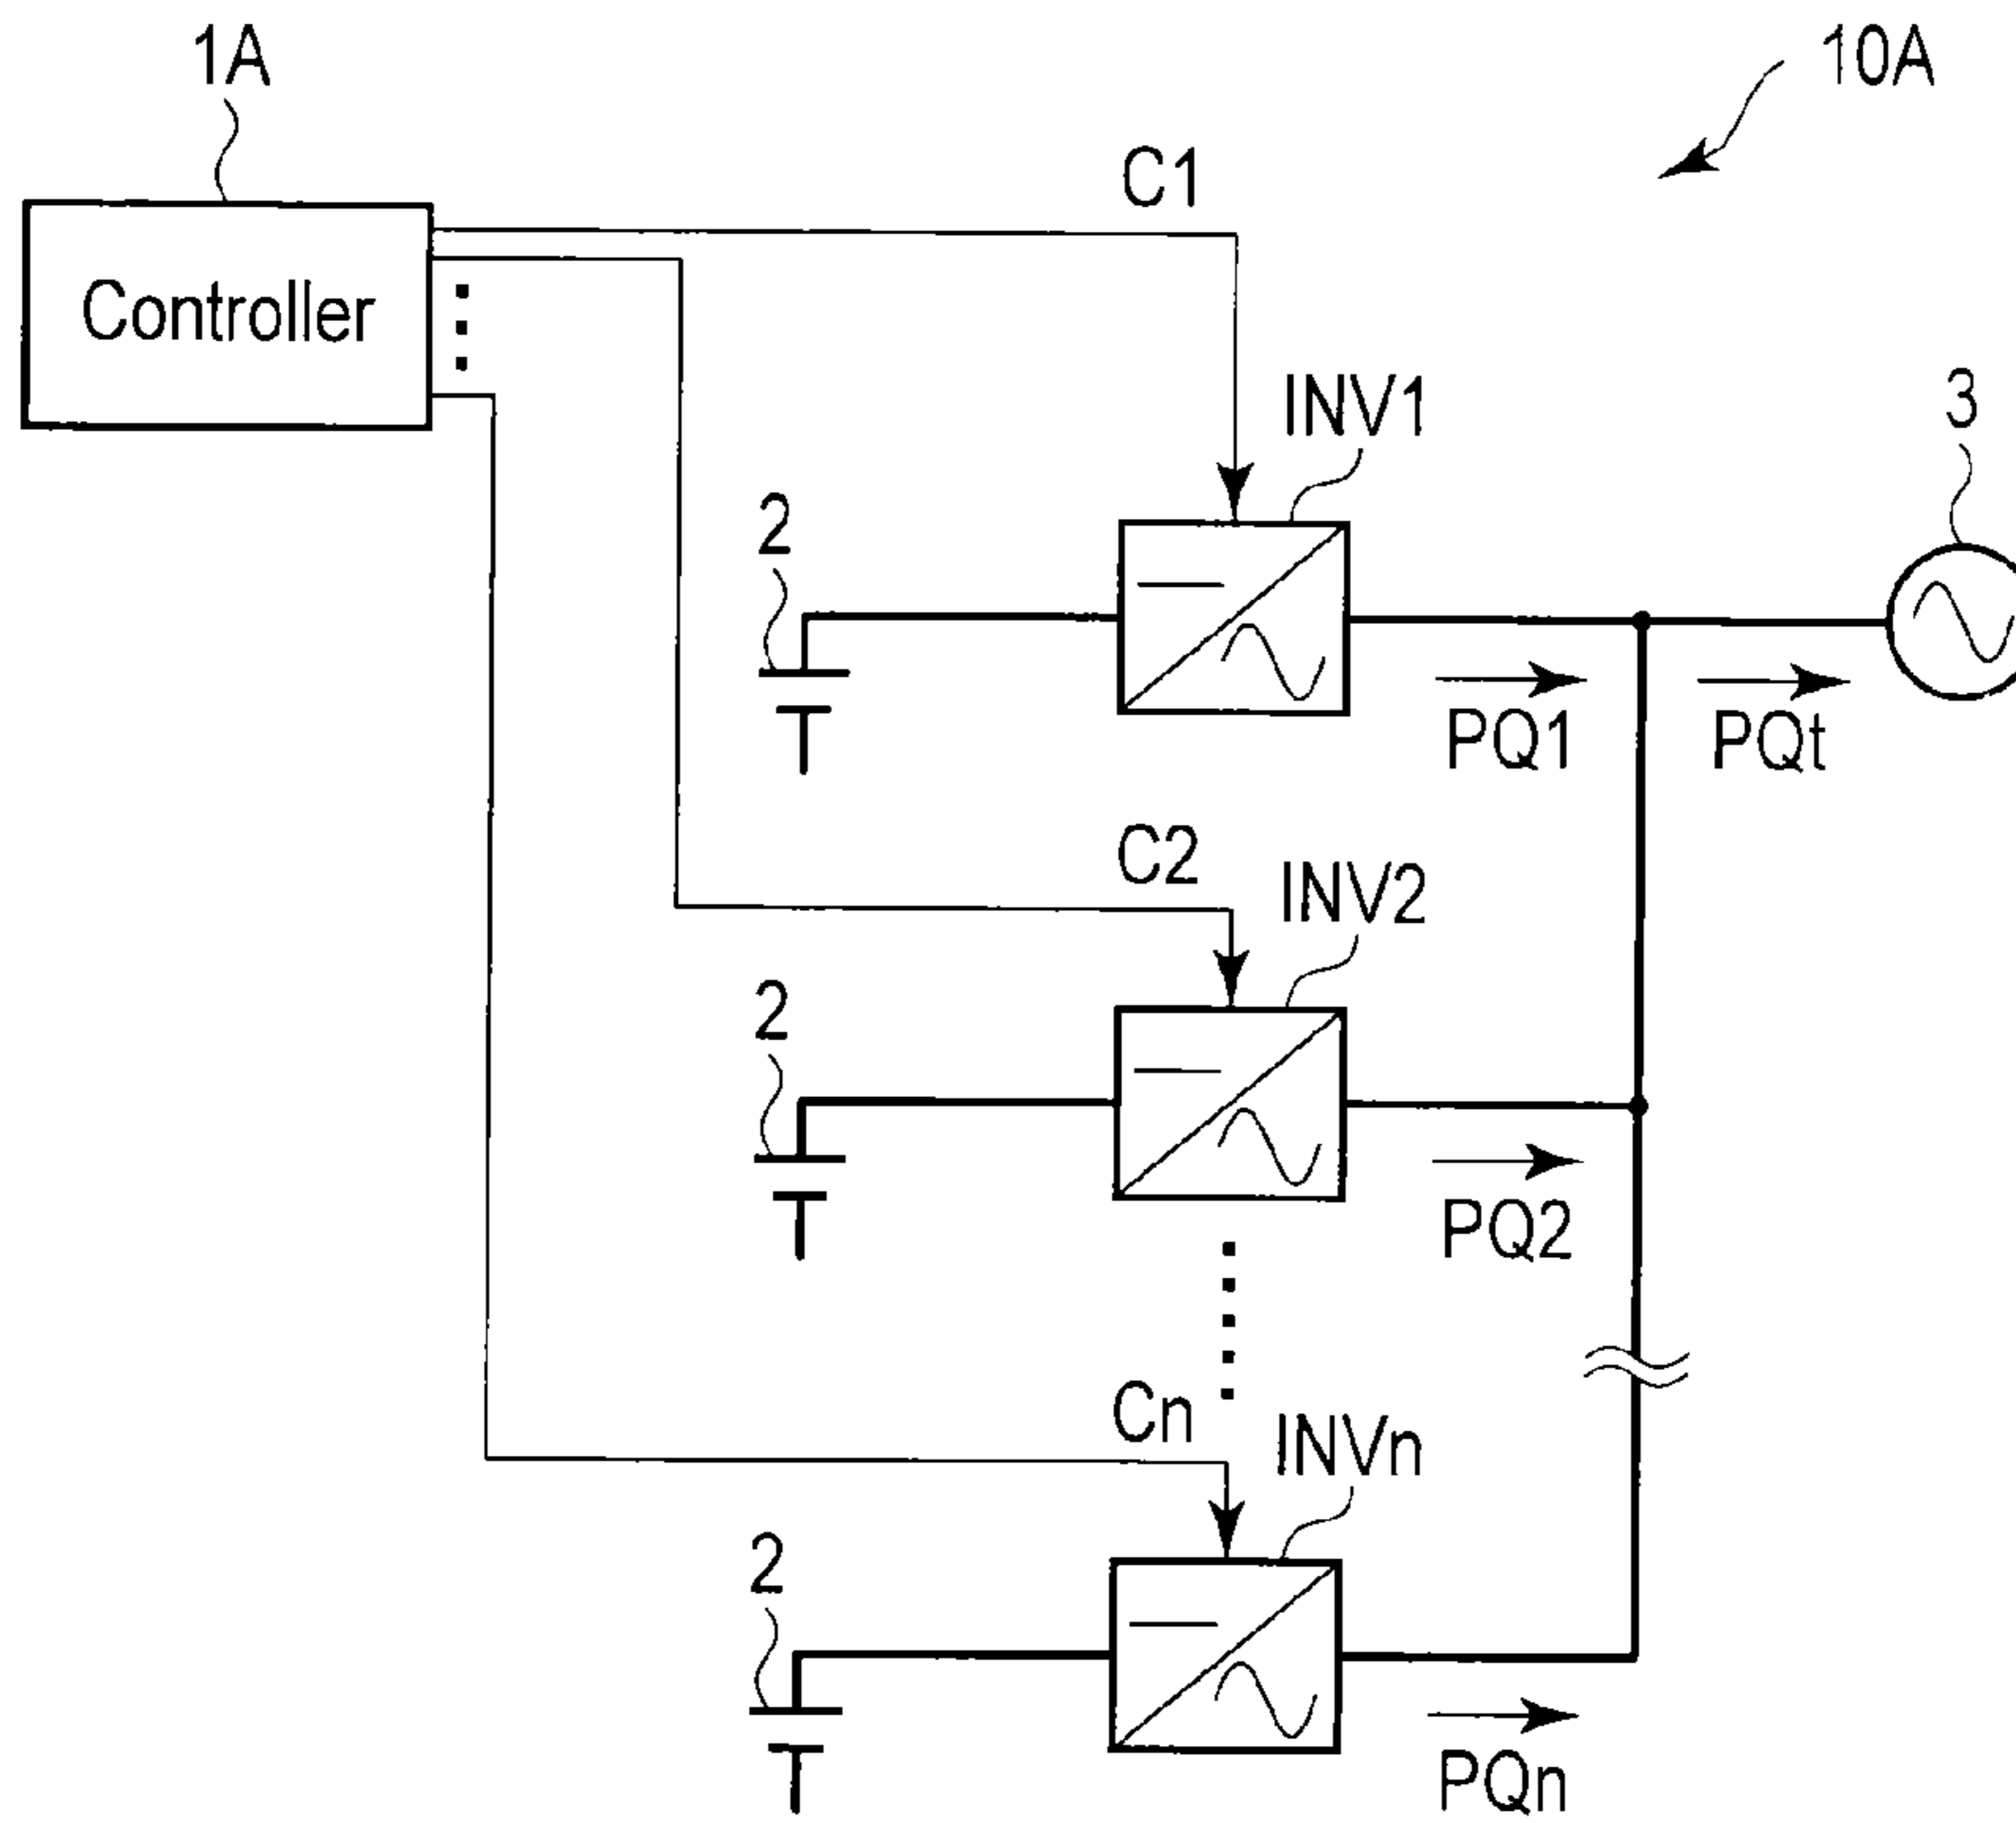 1A
10A
C1
Controller
INV1
3
2
PQ1
PQt
C2
INV2
2
PQ2
Cn
INVn
2
PQn